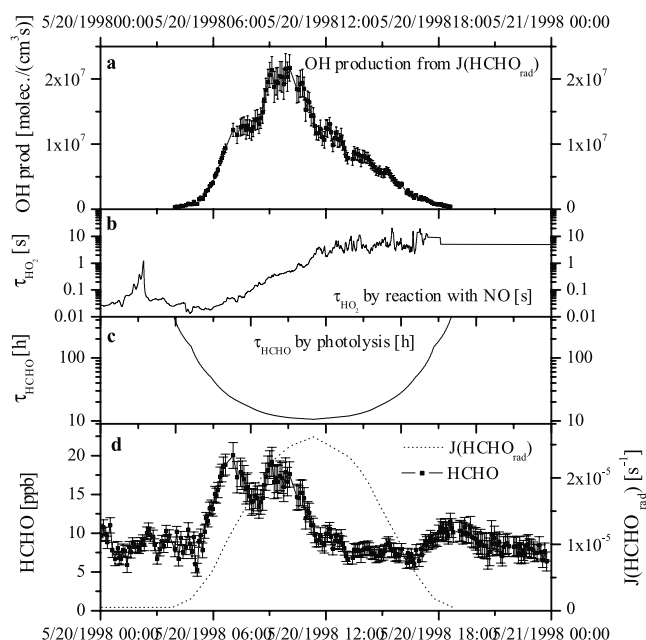 5/20/1998 00:00 5/20/1998 06:00 5/20/1998 12:00 5/20/1998 18:00 5/21/1998 00:00
a
OH production from J(HCHOrad)
OH prod [molec./(cm³s)]
2x10⁷
1x10⁷
0
2x10⁷
1x10⁷
0
b
τHO₂ [s]
10
1
0.1
0.01
10
1
0.1
0.01
τHO₂ by reaction with NO [s]
c
τHCHO by photolysis [h]
τHCHO [h]
100
10
100
10
d
J(HCHOrad)
HCHO
HCHO [ppb]
20
15
10
5
0
2x10⁻⁵
1x10⁻⁵
0
J(HCHOrad) [s⁻¹]
5/20/1998 00:00 5/20/1998 06:00 5/20/1998 12:00 5/20/1998 18:00 5/21/1998 00:00